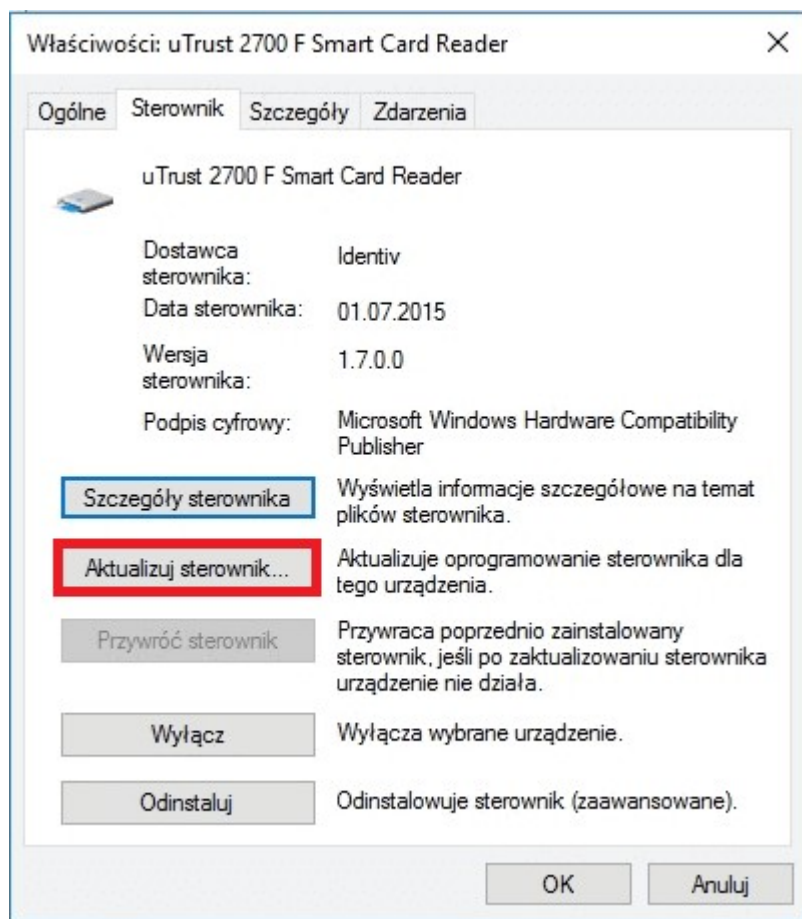 Właściwości: uTrust 2700 F Smart Card Reader
Ogólne Sterownik Szczegóły Zdarzenia
uTrust 2700 F Smart Card Reader
Dostawca
sterownika:
Identiv
Data sterownika: 01.07.2015
Wersja
sterownika:
1.7.0.0
Podpis cyfrowy: Microsoft Windows Hardware Compatibility
Publisher
Szczegóły sterownika
Wyświetla informacje szczegółowe na temat
plików sterownika.
Aktualizuj sterownik...
Aktualizuje oprogramowanie sterownika dla
tego urządzenia.
Przywróć sterownik
Przywraca poprzednio zainstalowany
sterownik, jeśli po zaktualizowaniu sterownika
urządzenie nie działa.
Wyłącz
Wyłącza wybrane urządzenie.
Odinstaluj
Odinstalowuje sterownik (zaawansowane).
OK Anuluj